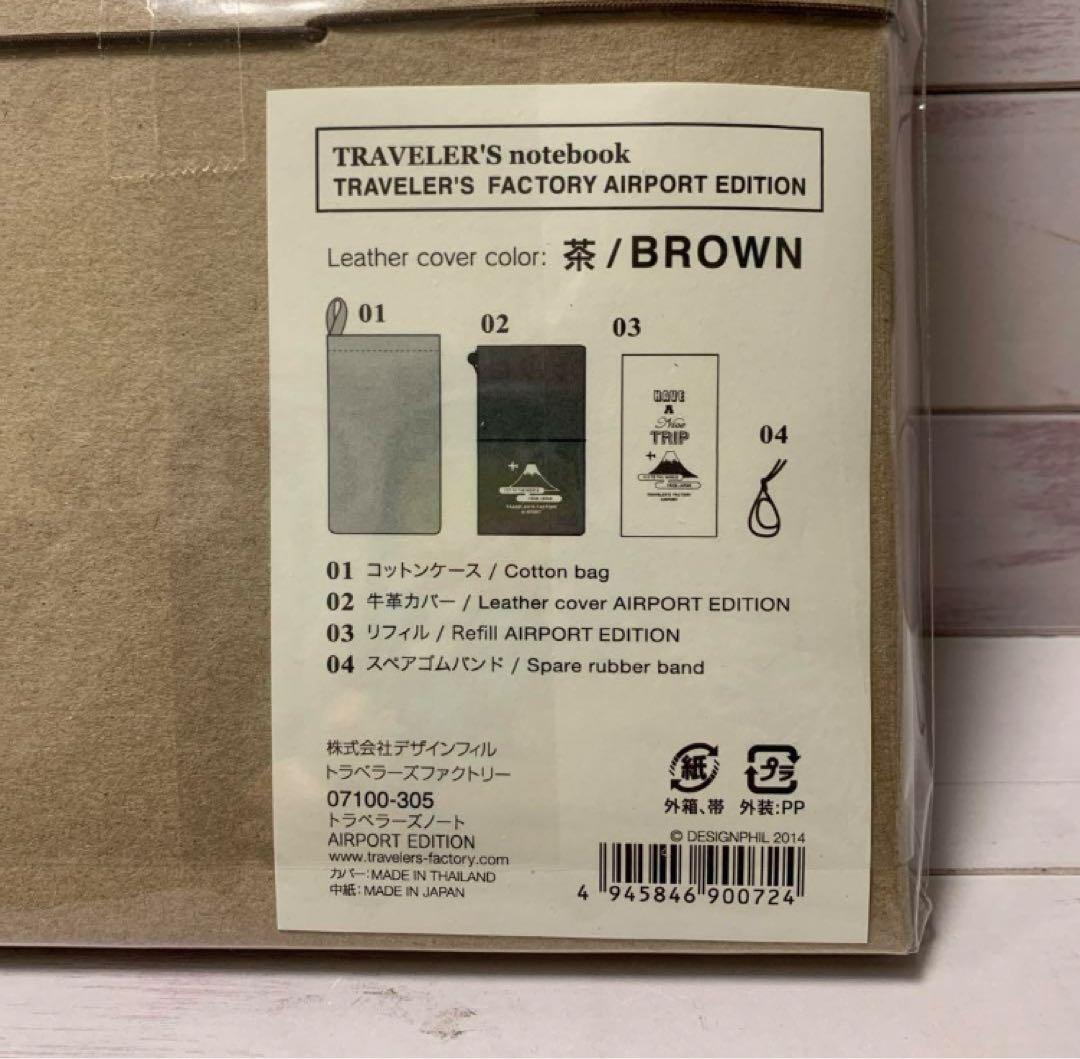 TRAVELER'S notebook
TRAVELER'S FACTORY AIRPORT EDITION
Leather cover color: 茶 / BROWN
01
02
03
04
HAVE
A
Nice
TRIP
TRAVELER'S FACTORY
AIRPORT
TRAVELER'S FACTORY
AIRPORT
01 コットンケース / Cotton bag
02 牛革カバー / Leather cover AIRPORT EDITION
03 リフィル / Refill AIRPORT EDITION
04 スペアゴムバンド / Spare rubber band
株式会社デザインフィル
トラベラーズファクトリー
07100-305
トラベラーズノート
AIRPORT EDITION
www.travelers-factory.com
カバー:MADE IN THAILAND
中紙:MADE IN JAPAN
紙
プラ
外箱、帯 外装:PP
© DESIGNPHIL 2014
4 945846 900724